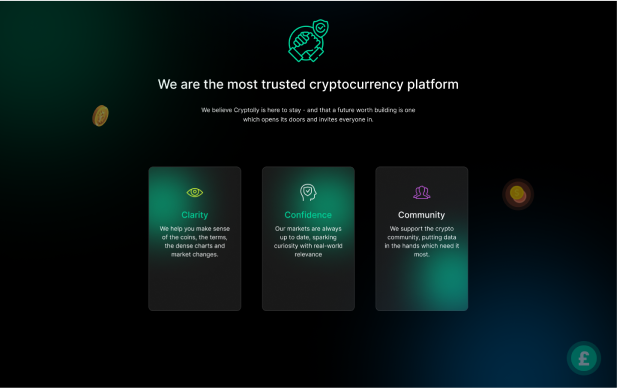 We are the most trusted cryptocurrency platform
We believe Cryptolly is here to stay - and that a future worth building is one
which opens its doors and invites everyone in.
Clarity
We help you make sense
of the coins, the terms,
the dense charts and
market changes.
Confidence
Our markets are always
up to date, sparking
curiosity with real-world
relevance
Community
We support the crypto
community, putting data
in the hands which need it
most.
£